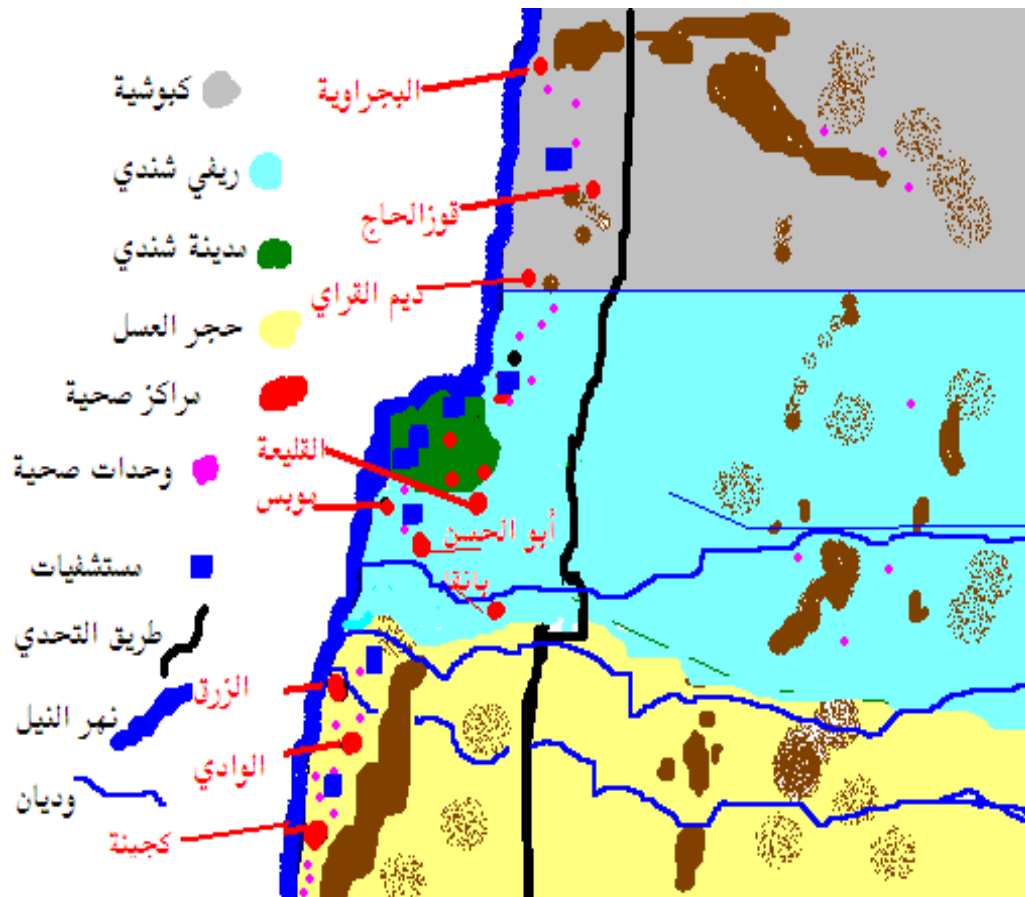 كبوشية
ريفي شندي
مدينة شندي
حجر العسل
مراكز صحية
وحدات صحية
مستشفيات
طريق التحدي
نهر النيل
وديان
البجراوية
قوزالحاج
ديم القراي
القليعة
موبس
أبو الحسن
بانقا
الزرق
الوادي
كجينة